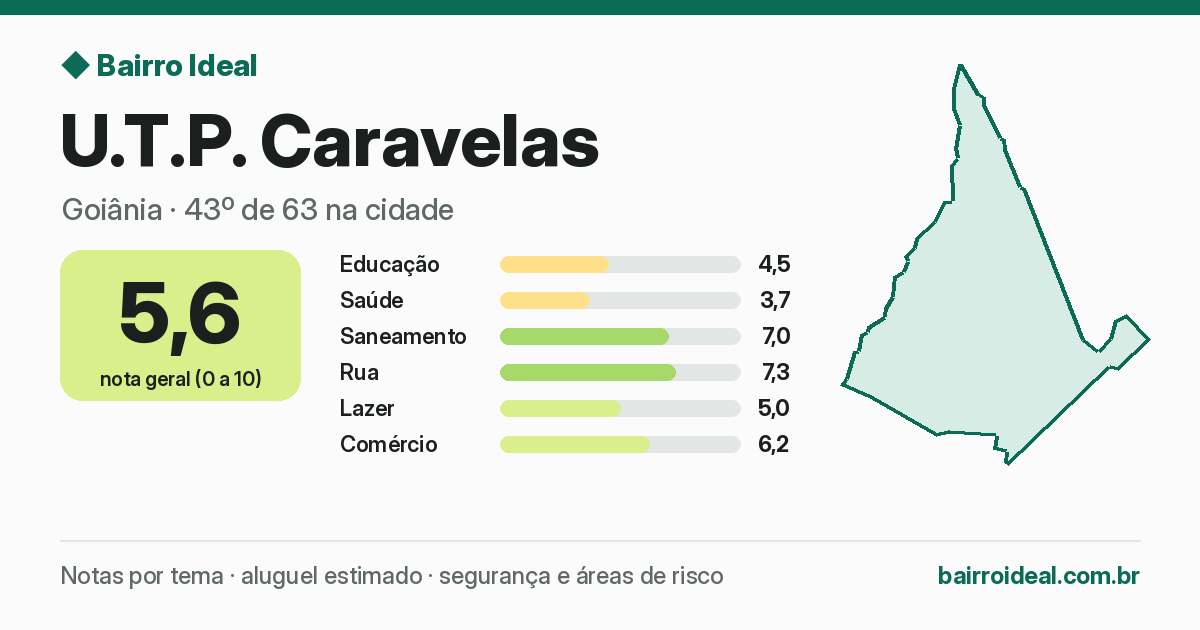 Bairro Ideal
U.T.P. Caravelas
Goiânia · 43º de 63 na cidade
5,6
nota geral (0 a 10)
Educação 4,5
Saúde 3,7
Saneamento 7,0
Rua 7,3
Lazer 5,0
Comércio 6,2
Notas por tema · aluguel estimado · segurança e áreas de risco
bairroideal.com.br